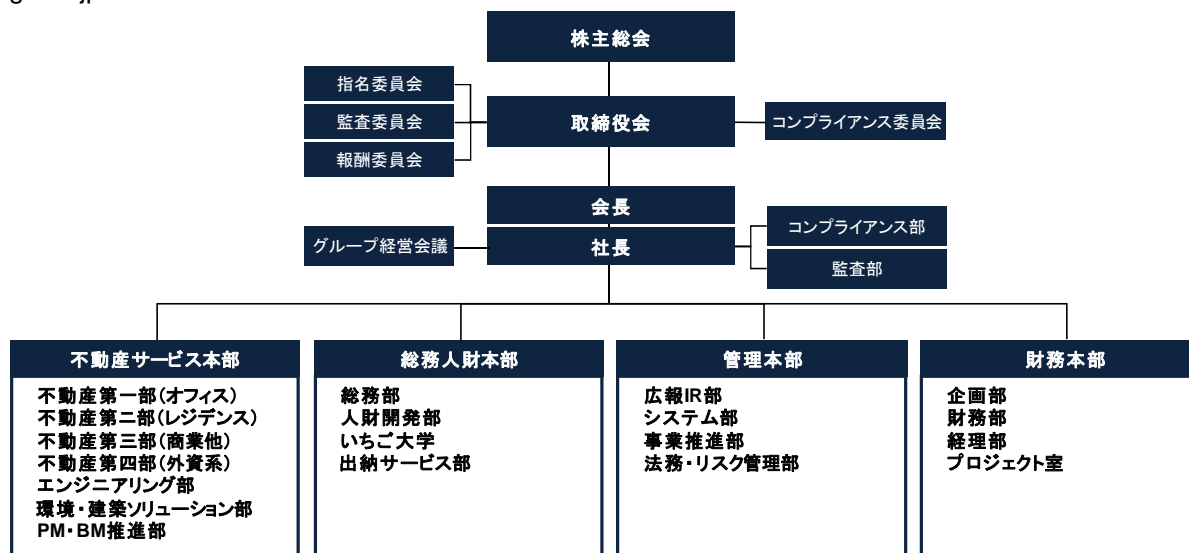 株主総会
指名委員会
監査委員会
報酬委員会
取締役会
コンプライアンス委員会
会長
グループ経営会議
社長
コンプライアンス部
監査部
不動産サービス本部
不動産第一部(オフィス)
不動産第二部(レジデンス)
不動産第三部(商業他)
不動産第四部(外資系)
エンジニアリング部
環境・建築ソリューション部
PM・BM推進部
総務人財本部
総務部
人財開発部
いちご大学
出納サービス部
管理本部
広報IR部
システム部
事業推進部
法務・リスク管理部
財務本部
企画部
財務部
経理部
プロジェクト室